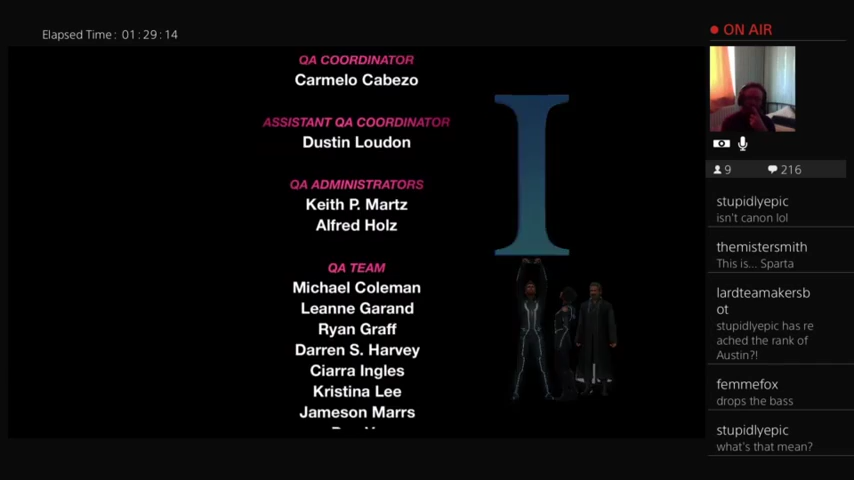 Elapsed Time : 01:29:14
QA COORDINATOR
Carmelo Cabezo
ASSISTANT QA COORDINATOR
Dustin Loudon
QA ADMINISTRATORS
Keith P. Martz
Alfred Holz
QA TEAM
Michael Coleman
Leanne Garand
Ryan Graff
Darren S. Harvey
Ciarra Ingles
Kristina Lee
Jameson Marrs
I
ON AIR
9
216
stupidlyepic
isn't canon lol
themistersmith
This is... Sparta
lardteamakersb
ot
stupidlyepic has re
ached the rank of
Austin?!
femmefox
drops the bass
stupidlyepic
what's that mean?